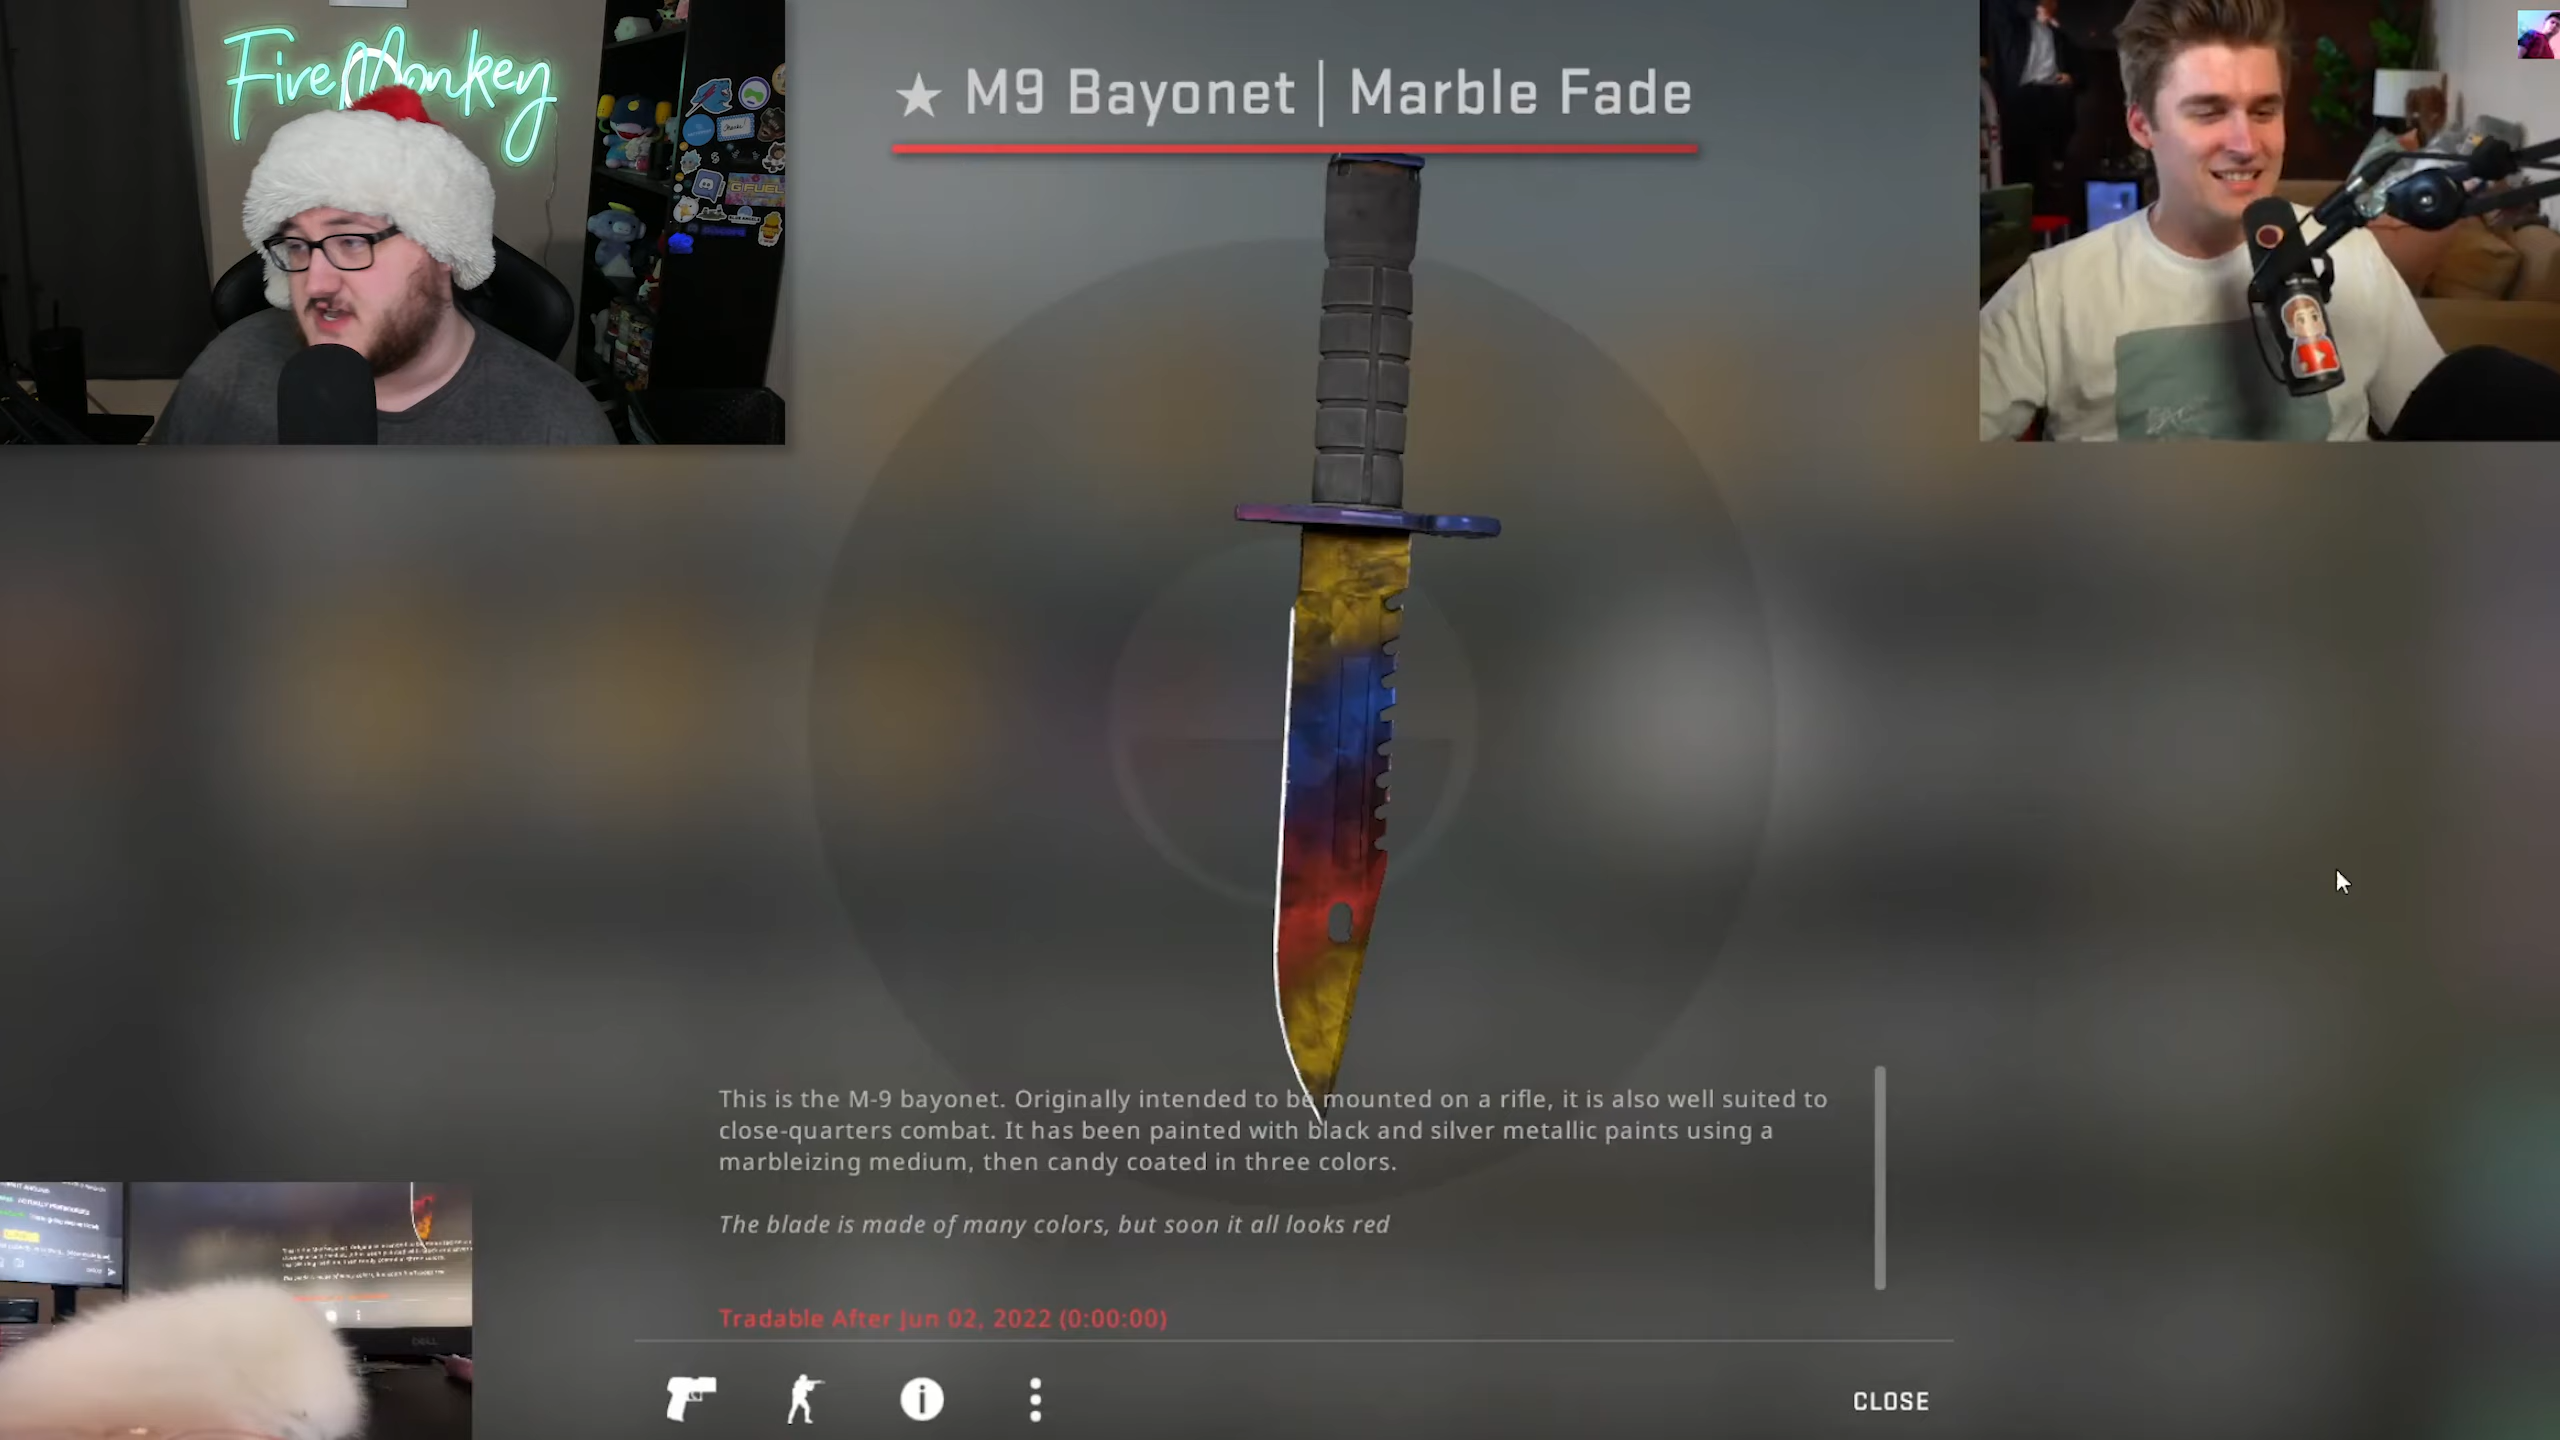 FireMonkey
★ M9 Bayonet | Marble Fade
Thanks!
G FUEL
This is the M-9 bayonet. Originally intended to be mounted on a rifle, it is also well suited to
close-quarters combat. It has been painted with black and silver metallic paints using a
marbleizing medium, then candy coated in three colors.
The blade is made of many colors, but soon it all looks red
Tradable After Jun 02, 2022 (0:00:00)
DELL
CLOSE